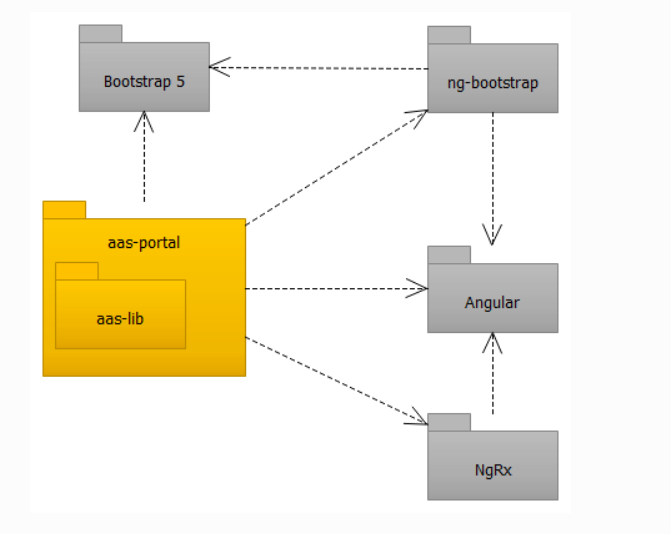 Bootstrap 5
ng-bootstrap
aas-portal
aas-lib
Angular
NgRx